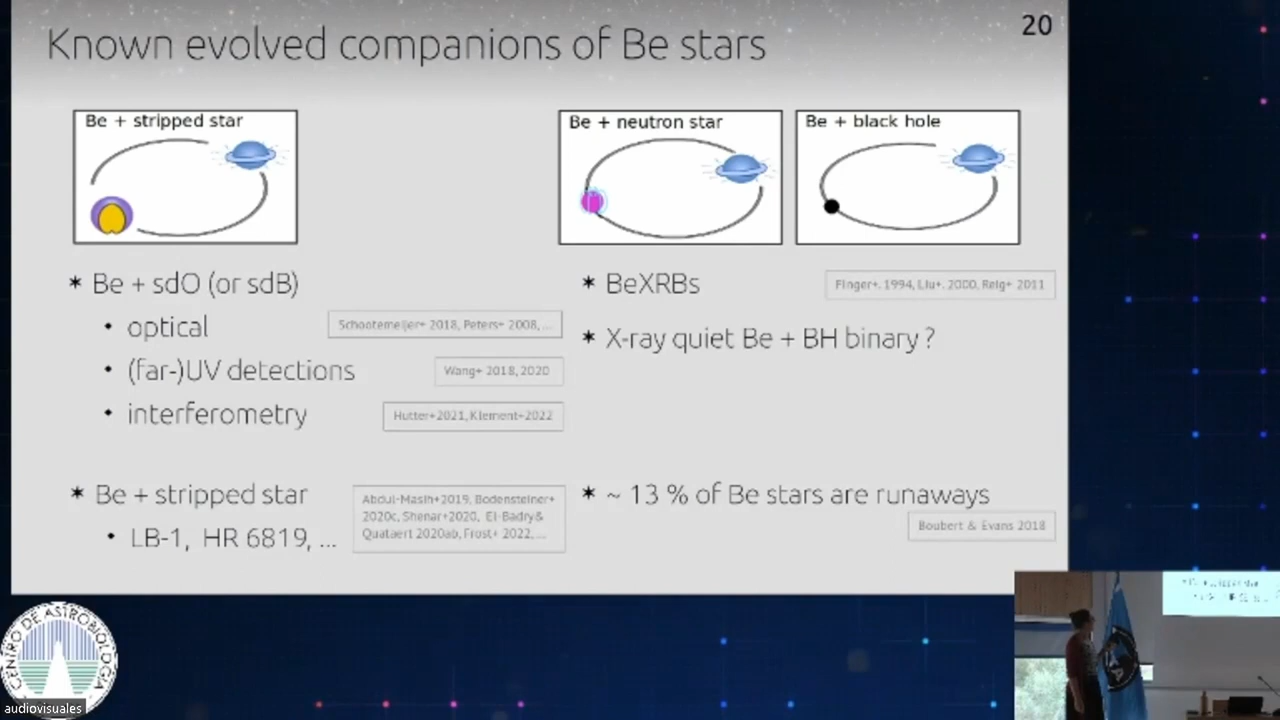 20
Known evolved companions of Be stars
Be + stripped star
Be + neutron star
Be + black hole
* Be + sdO (or sdB)
• optical
Schootemeijer+ 2018, Peters+ 2008, ...
• (far-)UV detections
Wang+ 2018, 2020
• interferometry
Hutter+2021, Klement+2022
* Be + stripped star
• LB-1, HR 6819, ...
Abdul-Masih+2019, Bodensteiner+
2020c, Shenar+2020, El-Badry&
Quataert 2020ab, Frost+ 2022, ...
* BeXRBs
Finger+. 1994, Liu+. 2000, Reig+ 2011
* X-ray quiet Be + BH binary ?
* ~ 13 % of Be stars are runaways
Boubert & Evans 2018
CENTRO DE ASTROBIOLOGÍA
audiovisuales